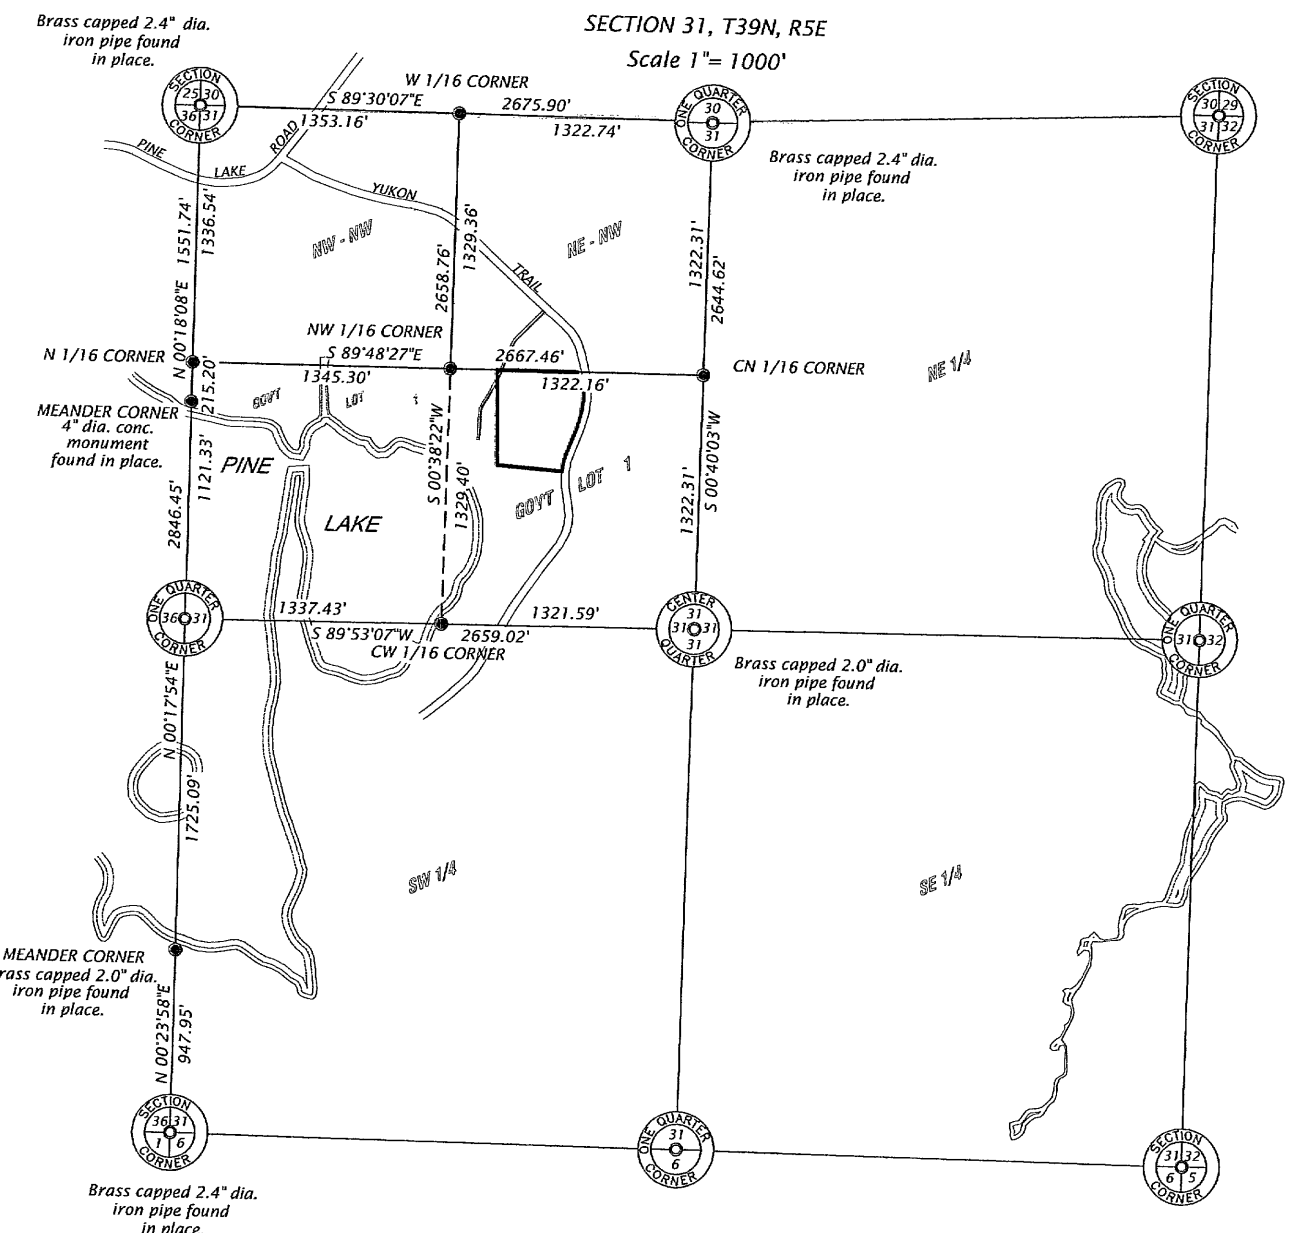 SECTION 31, T39N, R5E
Scale 1"= 1000'
Brass capped 2.4" dia.
iron pipe found
in place.
SECTION
25 30
36 31
CORNER
W 1/16 CORNER
S 89°30'07"E
2675.90'
1353.16'
1322.74'
ONE QUARTER
30
31
CORNER
SECTION
30 29
31 32
CORNER
Brass capped 2.4" dia.
iron pipe found
in place.
PINE
LAKE
ROAD
YUKON
TRAIL
N 00°18'08"E
1551.74'
1336.54'
NW - NW
2658.76'
1329.36'
NE - NW
1322.31'
2644.62'
N 1/16 CORNER
NW 1/16 CORNER
S 89°48'27"E
2667.46'
1345.30'
1322.16'
CN 1/16 CORNER
NE 1/4
MEANDER CORNER
4" dia. conc.
monument
found in place.
215.20'
GOVT
LOT
1
PINE
LAKE
1121.33'
2846.45'
S 00°38'22"W
1329.40'
GOVT LOT 1
1322.31'
S 00°40'03"W
ONE QUARTER
36 31
CORNER
1337.43'
1321.59'
S 89°53'07"W
2659.02'
CW 1/16 CORNER
CENTER
31
31 31
31
QUARTER
ONE QUARTER
31 32
CORNER
Brass capped 2.0" dia.
iron pipe found
in place.
N 00°17'54"E
1725.09'
SW 1/4
SE 1/4
MEANDER CORNER
rass capped 2.0" dia.
iron pipe found
in place.
N 00°23'58"E
947.95'
SECTION
36 31
1 6
CORNER
ONE QUARTER
31
6
CORNER
SECTION
31 32
6 5
CORNER
Brass capped 2.4" dia.
iron pipe found
in place.